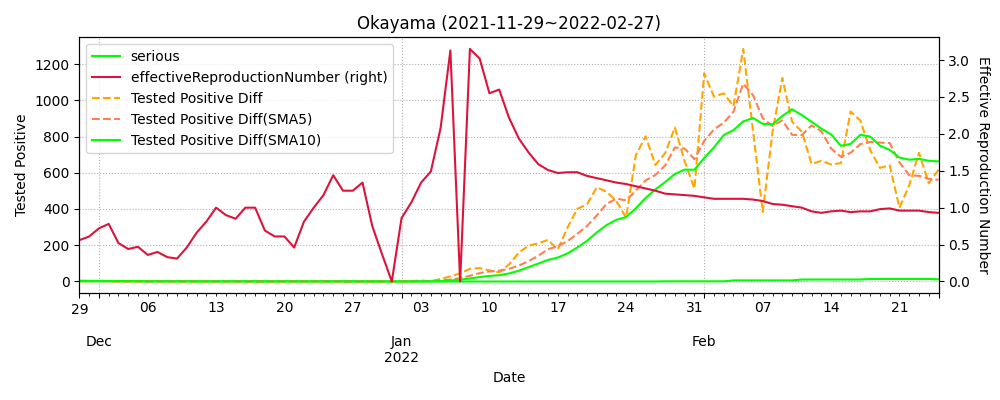 Okayama (2021-11-29~2022-02-27)
serious
effectiveReproductionNumber (right)
Tested Positive Diff
Tested Positive Diff(SMA5)
Tested Positive Diff(SMA10)
Tested Positive
1200
1000
800
600
400
200
0
Effective Reproduction Number
3.0
2.5
2.0
1.5
1.0
0.5
0.0
29 06 13 20 27 03 10 17 24 31 07 14 21
Dec Jan Feb
2022
Date